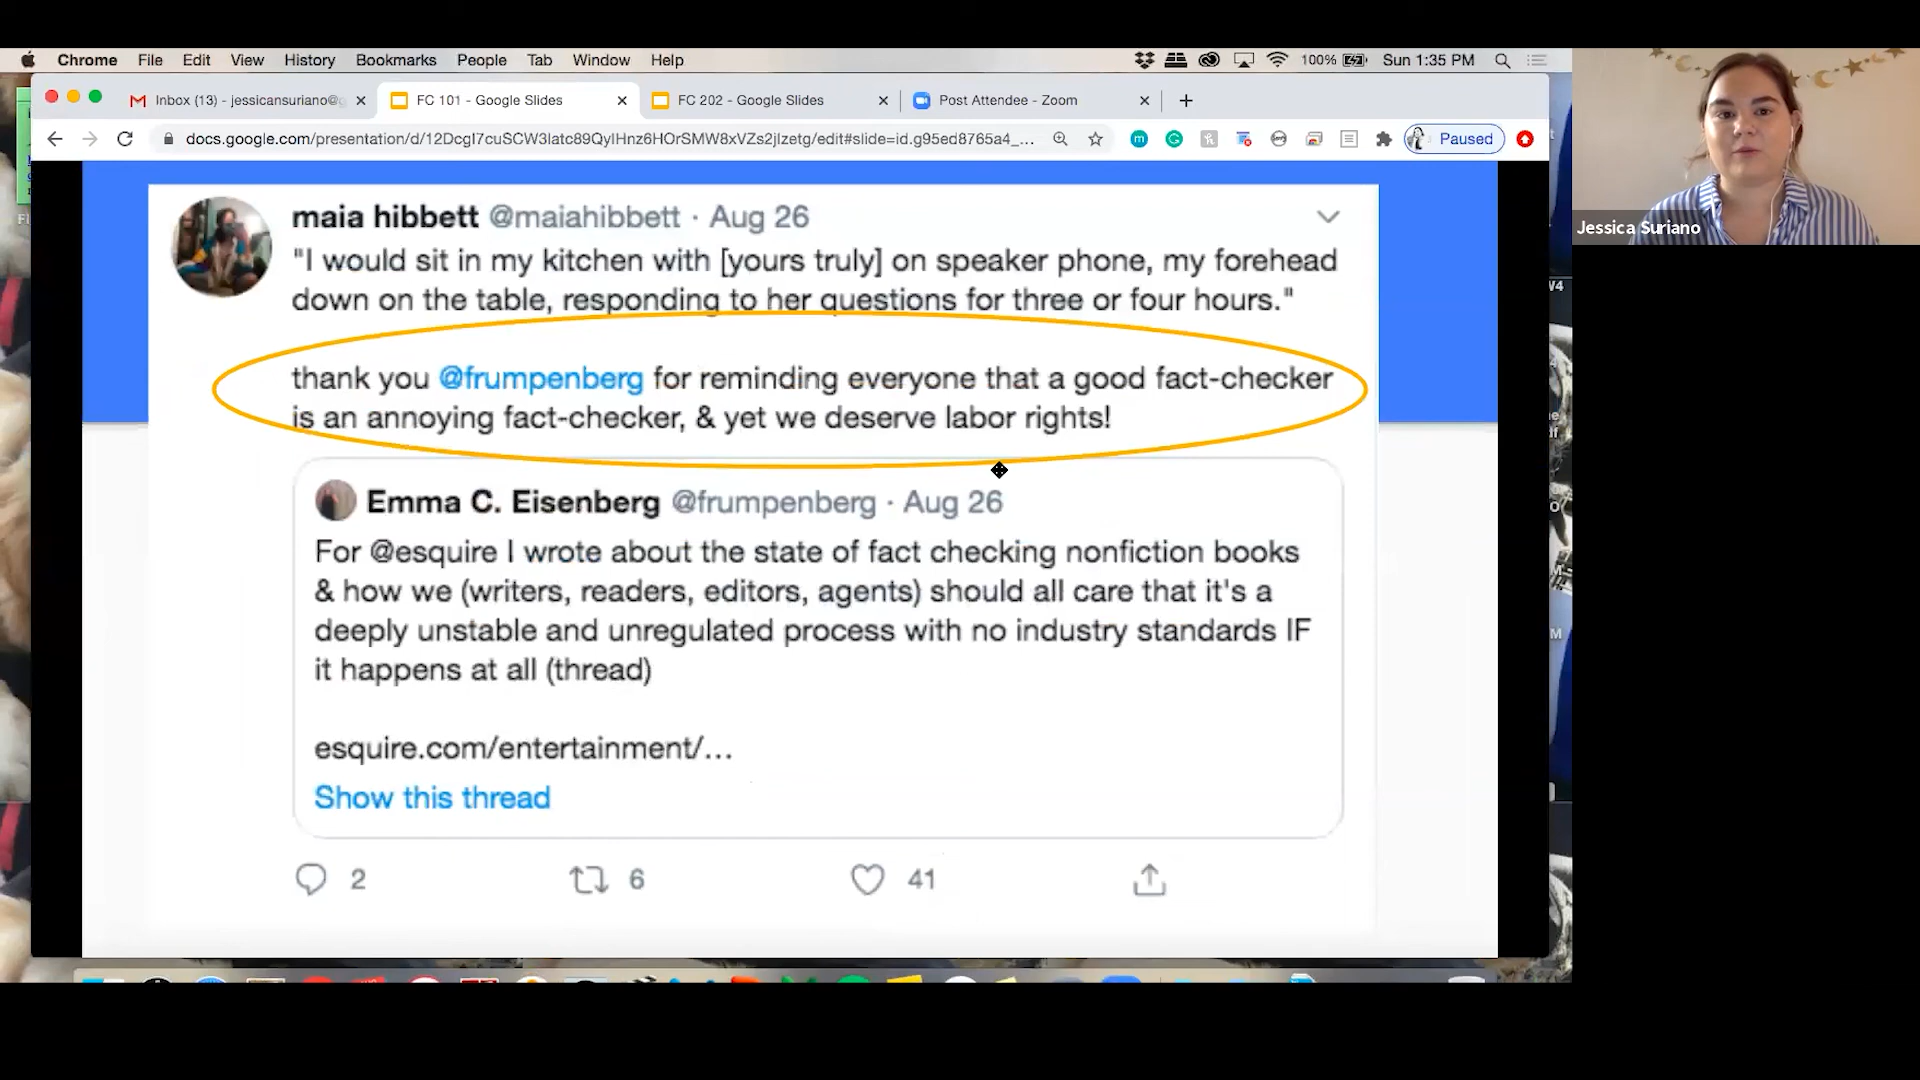 Chrome File Edit View History Bookmarks People Tab Window Help 100% Sun 1:35 PM
Inbox (13) - jessicansuriano@g
FC 101 - Google Slides
FC 202 - Google Slides
Post Attendee - Zoom
docs.google.com/presentation/d/12DcgI7cuSCW3latc89QylHnz6HOrSMW8xVZs2jlzetg/edit#slide=id.g95ed8765a4_...
Paused
Jessica Suriano
maia hibbett @maiahibbett · Aug 26
"I would sit in my kitchen with [yours truly] on speaker phone, my forehead
down on the table, responding to her questions for three or four hours."
thank you @frumpenberg for reminding everyone that a good fact-checker
is an annoying fact-checker, & yet we deserve labor rights!
Emma C. Eisenberg @frumpenberg · Aug 26
For @esquire I wrote about the state of fact checking nonfiction books
& how we (writers, readers, editors, agents) should all care that it's a
deeply unstable and unregulated process with no industry standards IF
it happens at all (thread)
esquire.com/entertainment/...
Show this thread
2 6 41